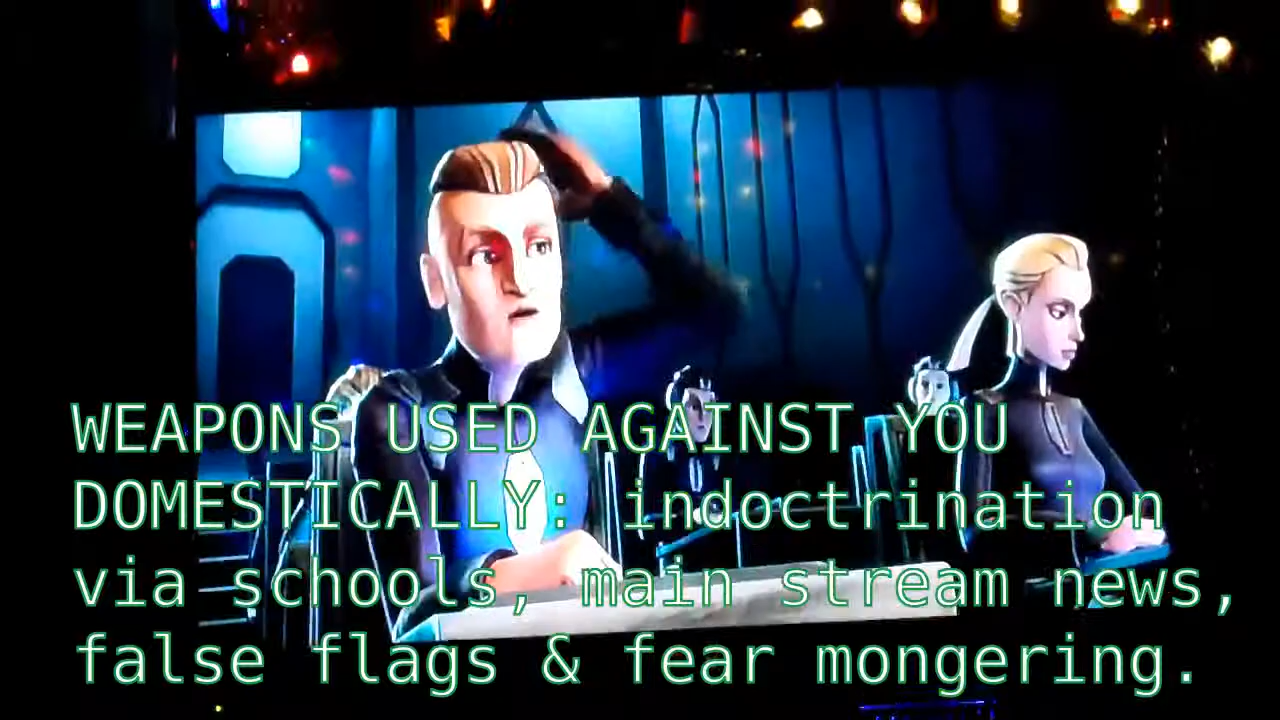 WEAPONS USED AGAINST YOU
DOMESTICALLY: indoctrination
via schools, main stream news,
false flags & fear mongering.